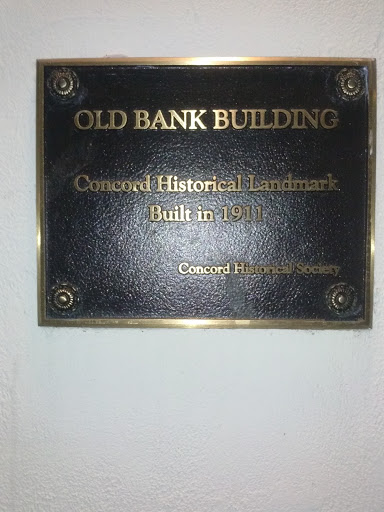 OLD BANK BUILDING
Concord Historical Landmark
Built in 1911
Concord Historical Society